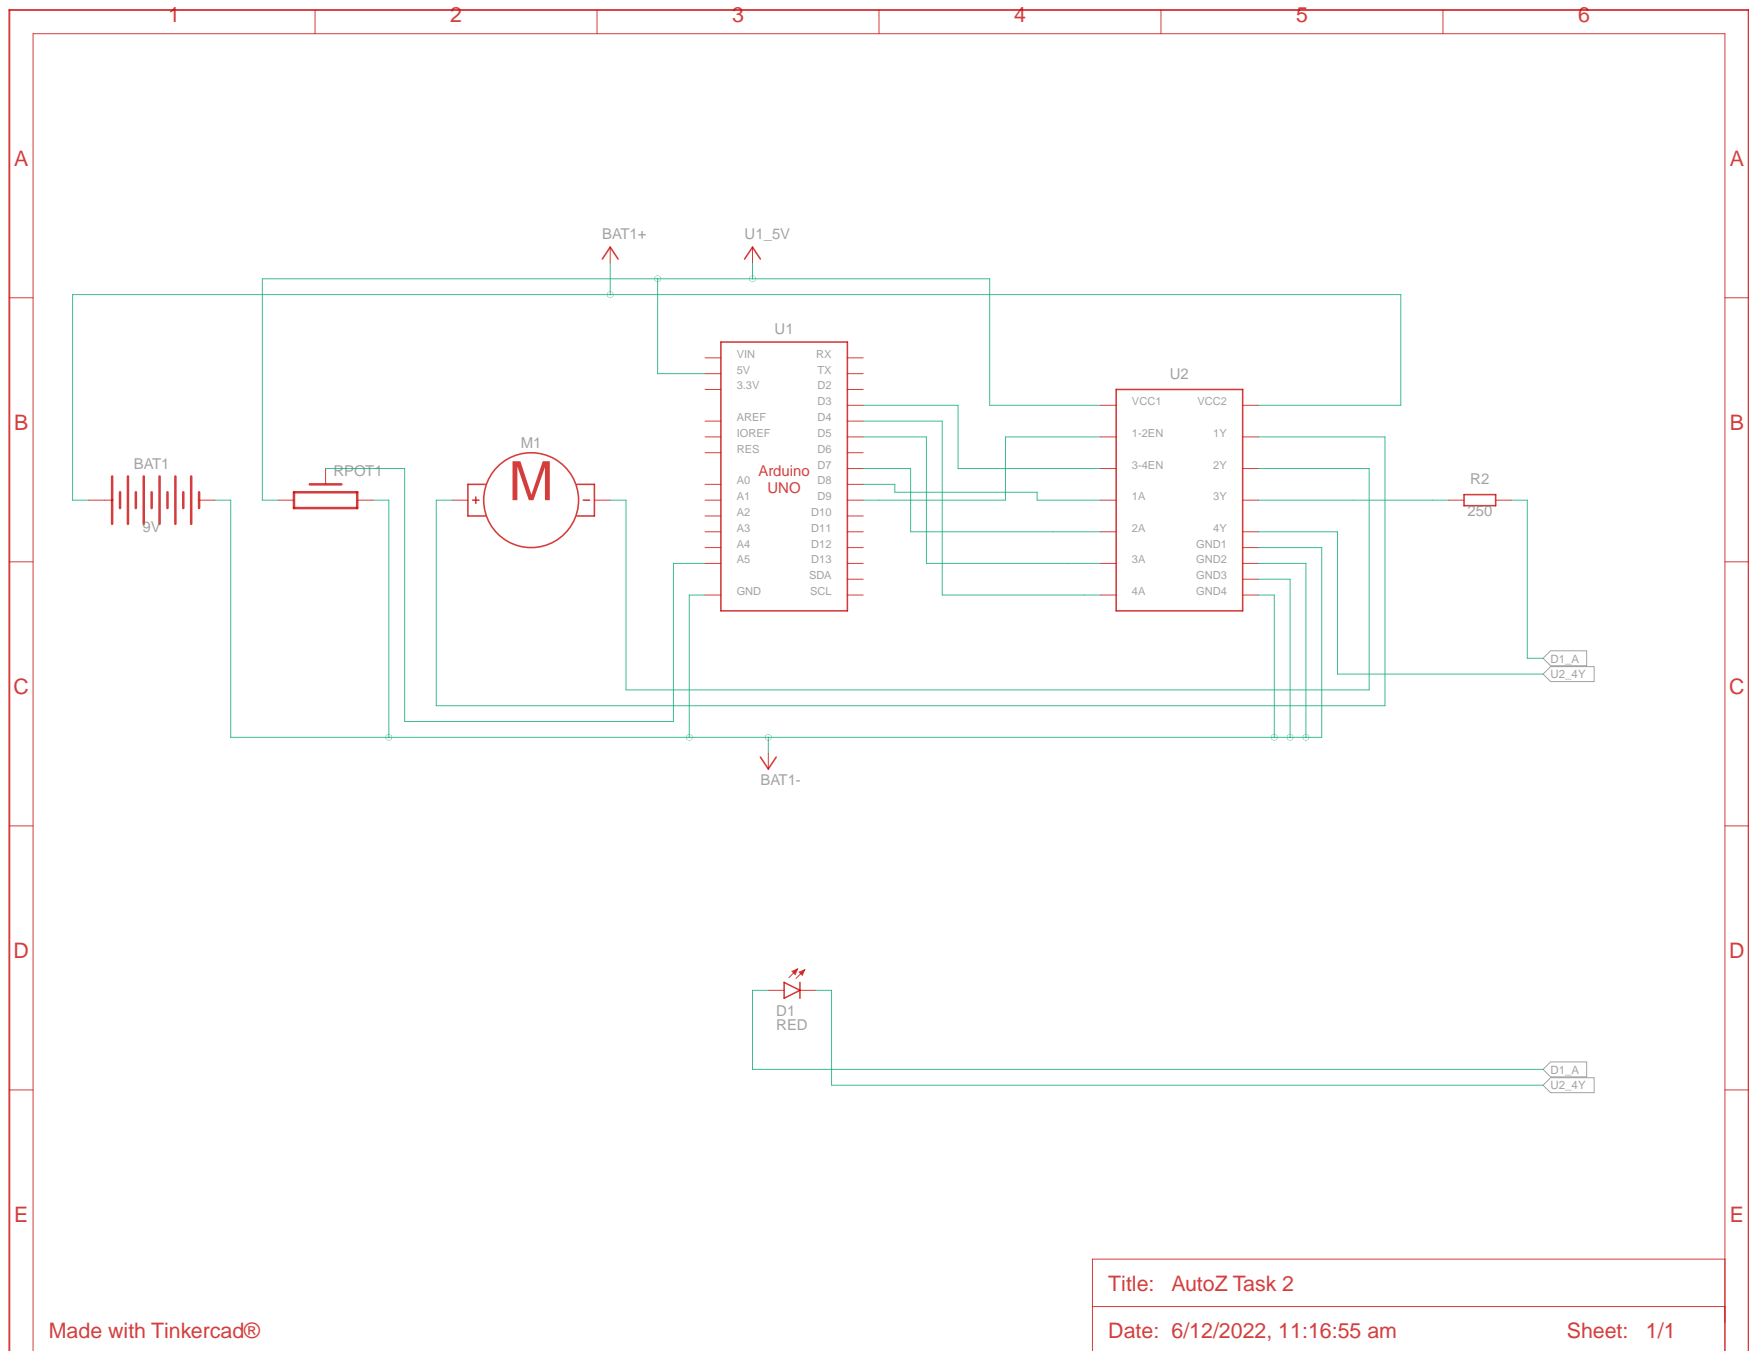 1 2 3 4 5 6
A A
BAT1+ U1_5V
U1
U2
B B
BAT1
9V
RPOT1
M1
M
+ -
VIN RX
5V TX
3.3V D2
D3
AREF D4
IOREF D5
RES D6
D7
A0 D8
A1 D9
A2 D10
A3 D11
A4 D12
A5 D13
SDA
GND SCL
Arduino
UNO
VCC1 VCC2
1-2EN 1Y
3-4EN 2Y
1A 3Y
2A 4Y
GND1
3A GND2
GND3
4A GND4
R2
250
D1_A
U2_4Y
C C
BAT1-
D D
D1
RED
D1_A
U2_4Y
E E
Title: AutoZ Task 2
Made with Tinkercad®
Date: 6/12/2022, 11:16:55 am Sheet: 1/1